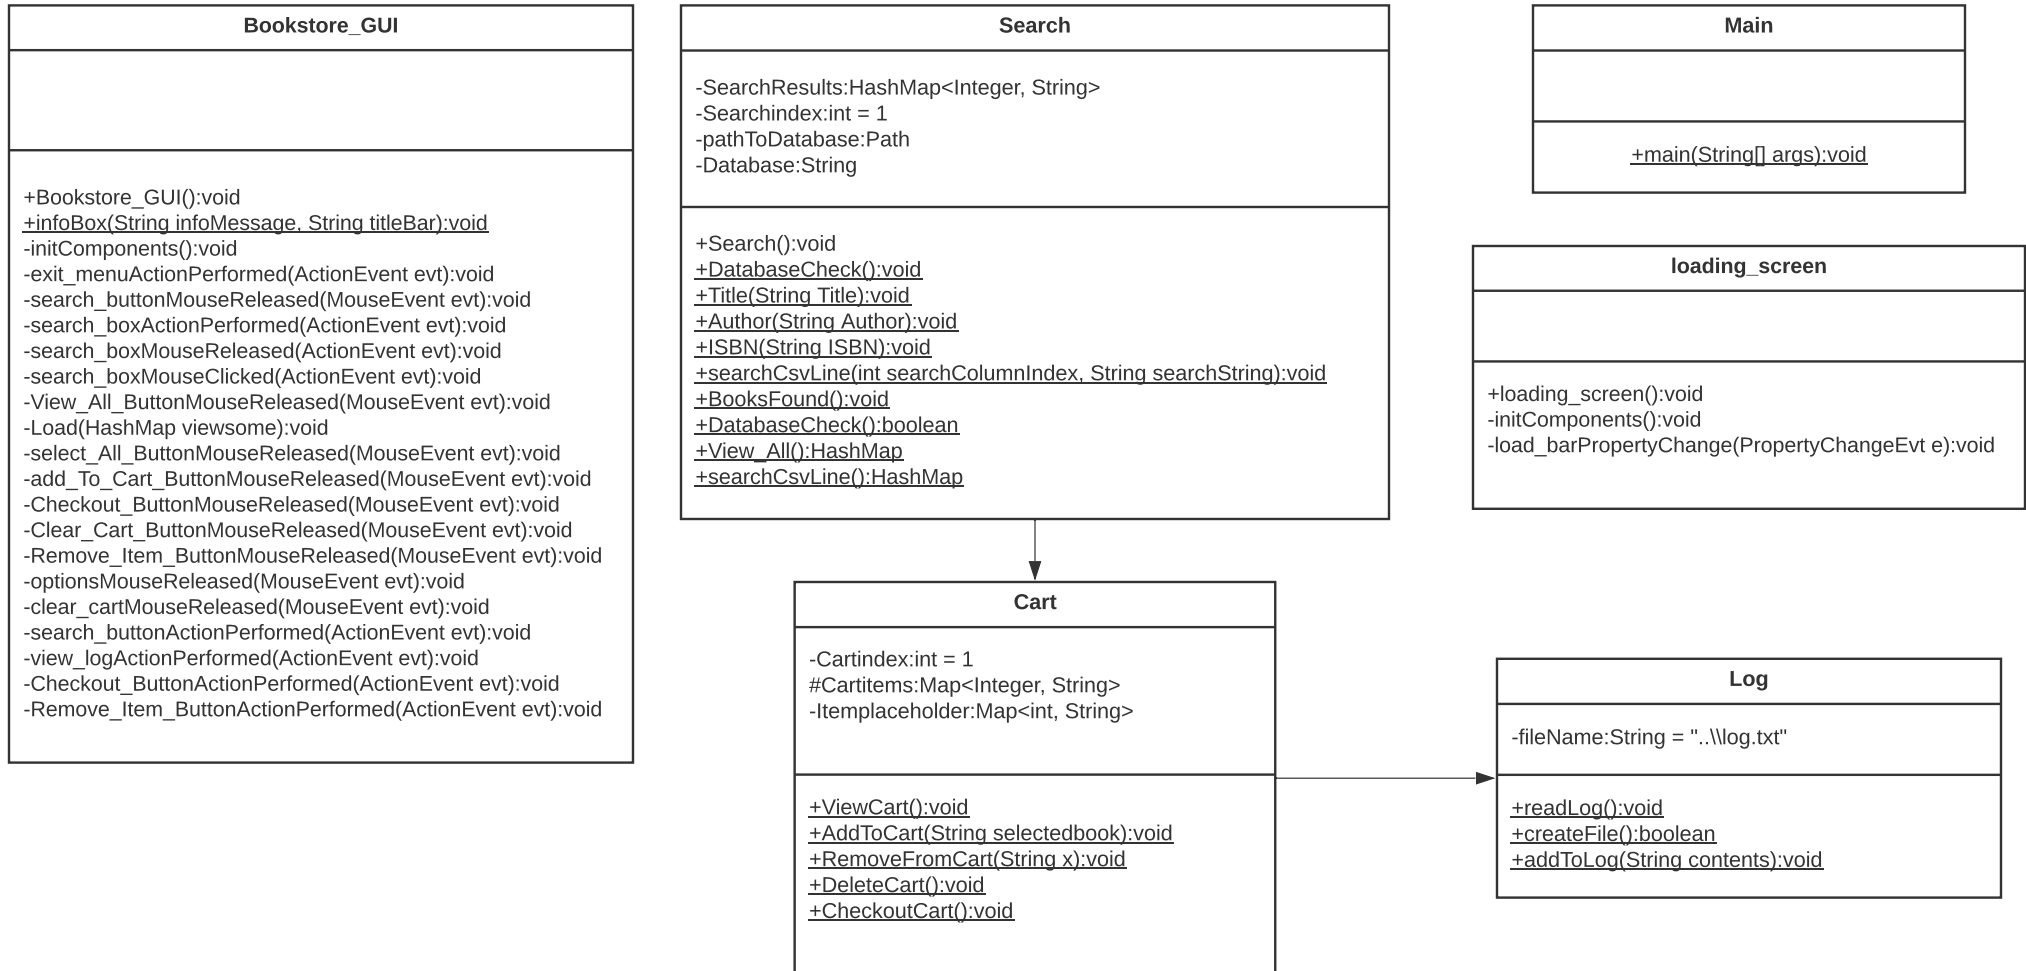 Bookstore_GUI
+Bookstore_GUI():void
+infoBox(String infoMessage, String titleBar):void
-initComponents():void
-exit_menuActionPerformed(ActionEvent evt):void
-search_buttonMouseReleased(MouseEvent evt):void
-search_boxActionPerformed(ActionEvent evt):void
-search_boxMouseReleased(ActionEvent evt):void
-search_boxMouseClicked(ActionEvent evt):void
-View_All_ButtonMouseReleased(MouseEvent evt):void
-Load(HashMap viewsome):void
-select_All_ButtonMouseReleased(MouseEvent evt):void
-add_To_Cart_ButtonMouseReleased(MouseEvent evt):void
-Checkout_ButtonMouseReleased(MouseEvent evt):void
-Clear_Cart_ButtonMouseReleased(MouseEvent evt):void
-Remove_Item_ButtonMouseReleased(MouseEvent evt):void
-optionsMouseReleased(MouseEvent evt):void
-clear_cartMouseReleased(MouseEvent evt):void
-search_buttonActionPerformed(ActionEvent evt):void
-view_logActionPerformed(ActionEvent evt):void
-Checkout_ButtonActionPerformed(ActionEvent evt):void
-Remove_Item_ButtonActionPerformed(ActionEvent evt):void
Search
-SearchResults:HashMap<Integer, String>
-Searchindex:int = 1
-pathToDatabase:Path
-Database:String
+Search():void
+DatabaseCheck():void
+Title(String Title):void
+Author(String Author):void
+ISBN(String ISBN):void
+searchCsvLine(int searchColumnIndex, String searchString):void
+BooksFound():void
+DatabaseCheck():boolean
+View_All():HashMap
+searchCsvLine():HashMap
Main
+main(String[] args):void
loading_screen
+loading_screen():void
-initComponents():void
-load_barPropertyChange(PropertyChangeEvt e):void
Cart
-Cartindex:int = 1
#Cartitems:Map<Integer, String>
-Itemplaceholder:Map<int, String>
+ViewCart():void
+AddToCart(String selectedbook):void
+RemoveFromCart(String x):void
+DeleteCart():void
+CheckoutCart():void
Log
-fileName:String = "..\\log.txt"
+readLog():void
+createFile():boolean
+addToLog(String contents):void